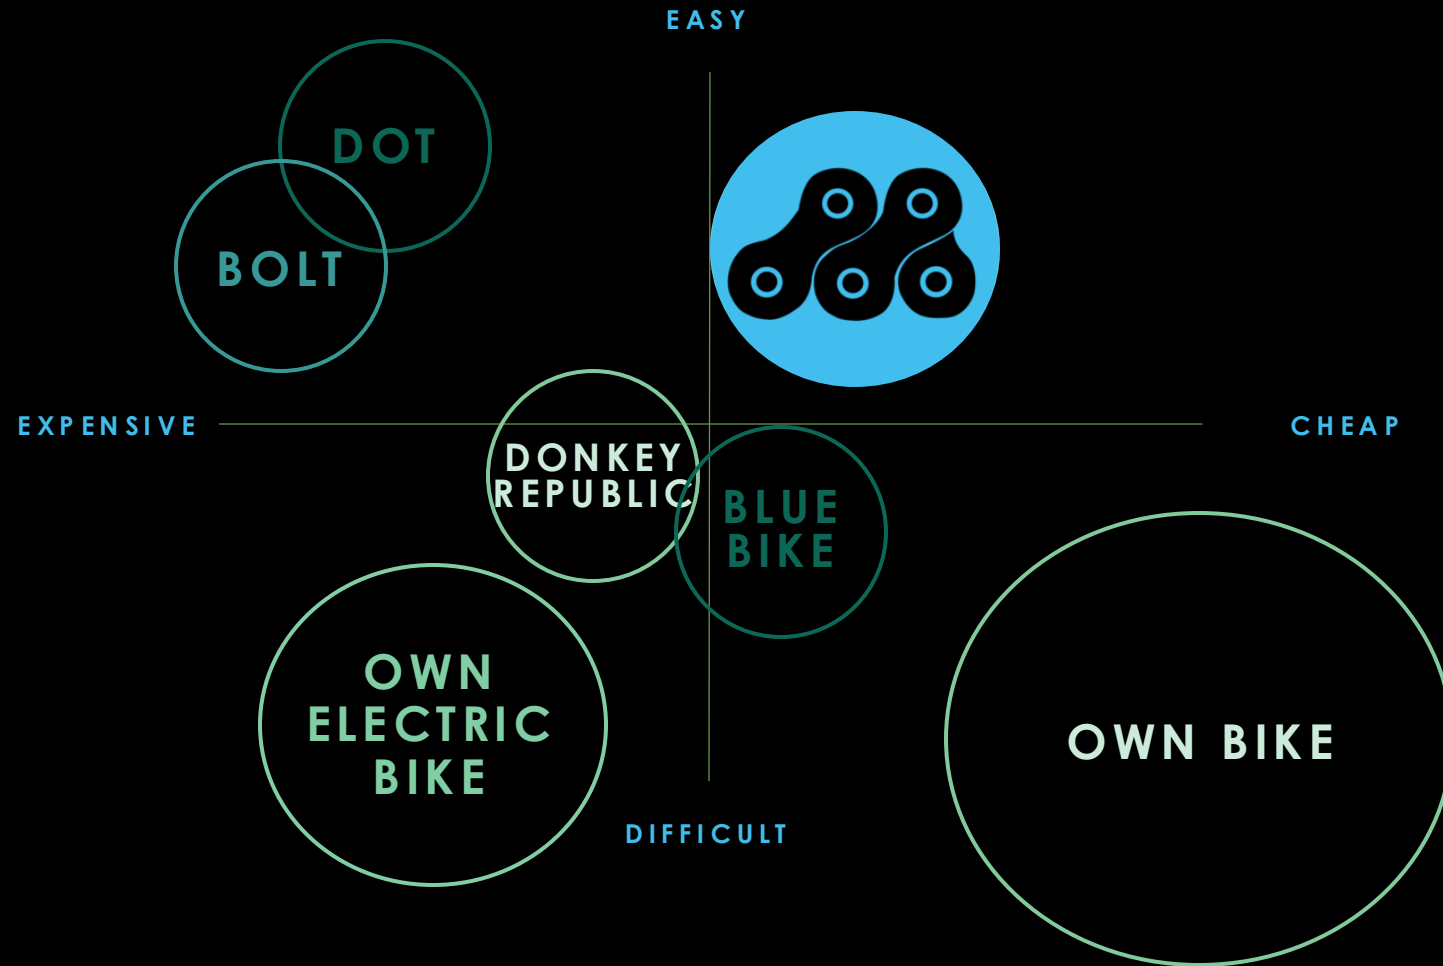 EASY
DOT
BOLT
EXPENSIVE
CHEAP
DONKEY
REPUBLIC
BLUE
BIKE
OWN
ELECTRIC
BIKE
OWN BIKE
DIFFICULT